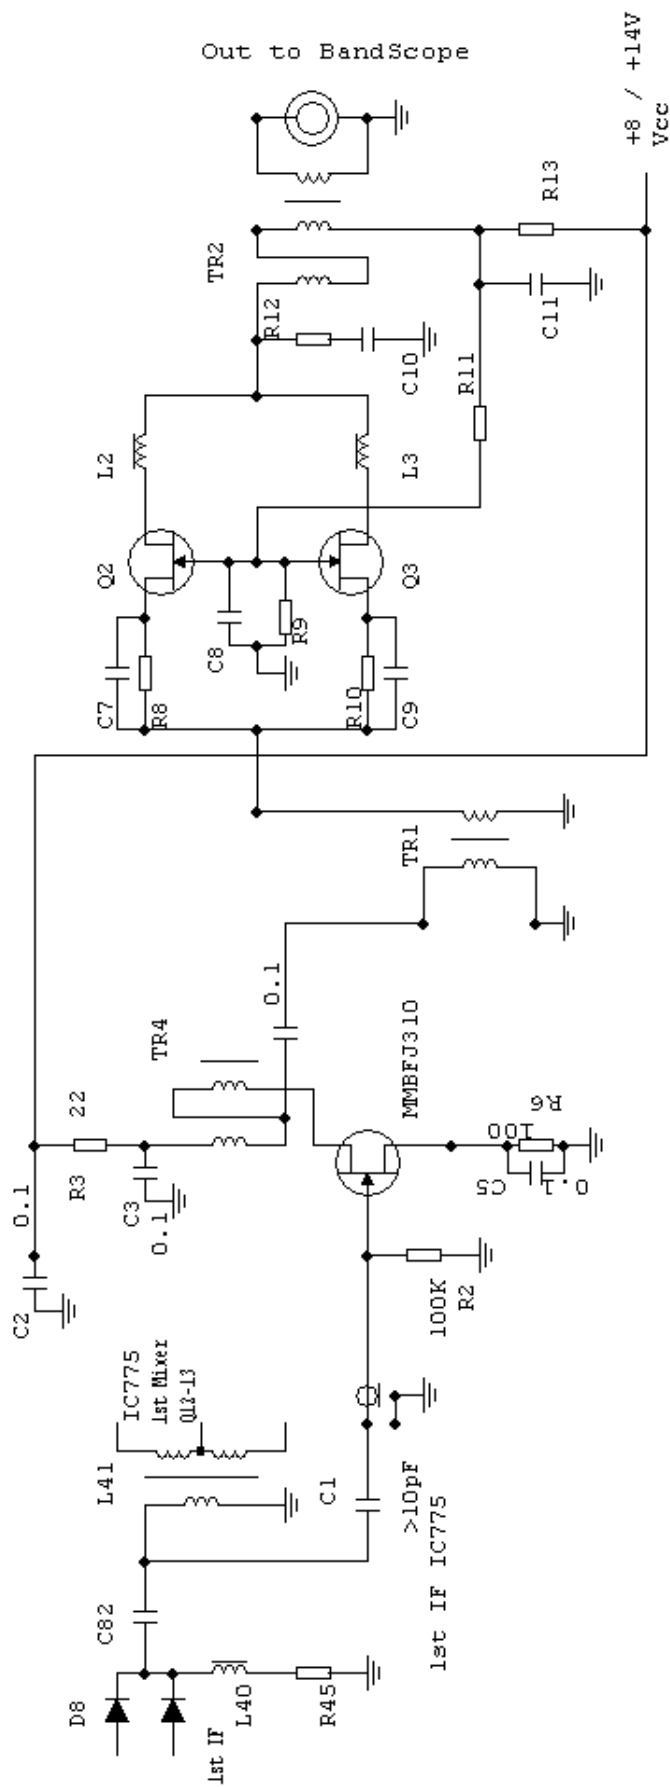 Out to BandScope
+8 / +14V
Vcc
TR2
R13
R12
C10
C11
R11
L2
L3
Q2
Q3
C8
R9
C7
R8
R10
C9
TR1
0.1
TR4
MMBFJ310
22
R3
0.1
C3
0.1
C2
R6
100
C5
0.1
100K
R2
IC775
1st Mixer
Q12-13
L41
C1
>10pF
1st IF IC775
C82
D8
1st IF
L40
R45